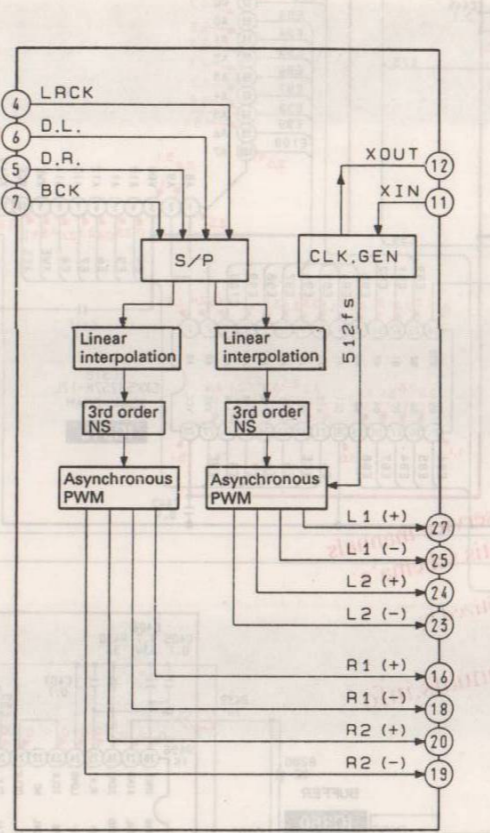 4 LRCK
6 D.L.
5 D.R.
7 BCK
XOUT 12
XIN 11
S/P
CLK.GEN
512fs
Linear interpolation
Linear interpolation
3rd order NS
3rd order NS
Asynchronous PWM
Asynchronous PWM
L1 (+) 27
L1 (-) 25
L2 (+) 24
L2 (-) 23
R1 (+) 16
R1 (-) 18
R2 (+) 20
R2 (-) 19